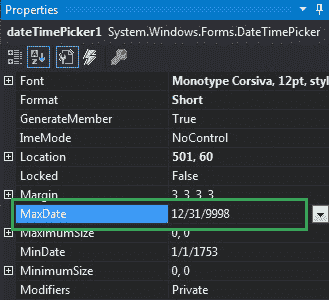 Properties
dateTimePicker1 System.Windows.Forms.DateTimePicker
Font Monotype Corsiva, 12pt, styl
Format Short
GenerateMember True
ImeMode NoControl
Location 501, 60
Locked False
Margin 3, 3, 3, 3
MaxDate 12/31/9998
MaximumSize 0, 0
MinDate 1/1/1753
MinimumSize 0, 0
Modifiers Private